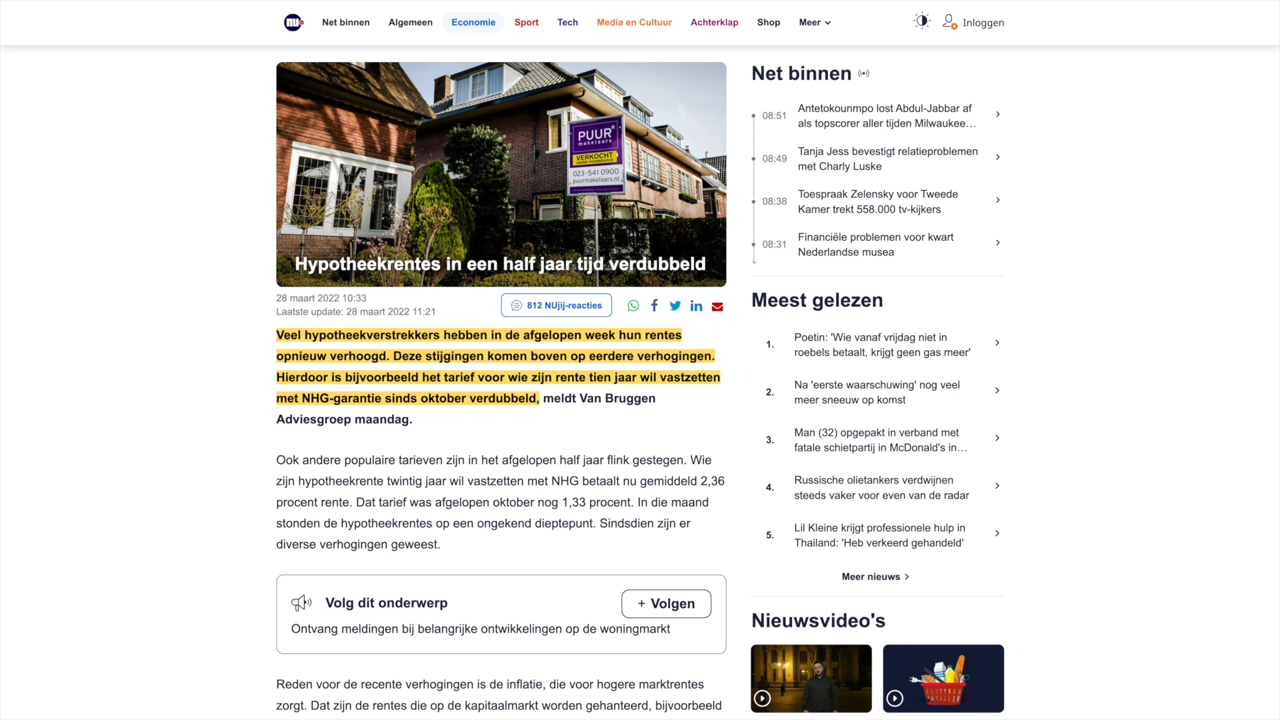 NU
Net binnen
Algemeen
Economie
Sport
Tech
Media en Cultuur
Achterklap
Shop
Meer
Inloggen
PUUR
makelaars
VERKOCHT
023-541 0900
puurmakelaars.nl
Hypotheekrentes in een half jaar tijd verdubbeld
28 maart 2022 10:33
Laatste update: 28 maart 2022 11:21
812 NUjij-reacties
Veel hypotheekverstrekkers hebben in de afgelopen week hun rentes
opnieuw verhoogd. Deze stijgingen komen boven op eerdere verhogingen.
Hierdoor is bijvoorbeeld het tarief voor wie zijn rente tien jaar wil vastzetten
met NHG-garantie sinds oktober verdubbeld, meldt Van Bruggen
Adviesgroep maandag.
Ook andere populaire tarieven zijn in het afgelopen half jaar flink gestegen. Wie
zijn hypotheekrente twintig jaar wil vastzetten met NHG betaalt nu gemiddeld 2,36
procent rente. Dat tarief was afgelopen oktober nog 1,33 procent. In die maand
stonden de hypotheekrentes op een ongekend dieptepunt. Sindsdien zijn er
diverse verhogingen geweest.
Volg dit onderwerp
+ Volgen
Ontvang meldingen bij belangrijke ontwikkelingen op de woningmarkt
Reden voor de recente verhogingen is de inflatie, die voor hogere marktrentes
zorgt. Dat zijn de rentes die op de kapitaalmarkt worden gehanteerd, bijvoorbeeld
Net binnen
08:51
Antetokounmpo lost Abdul-Jabbar af
als topscorer aller tijden Milwaukee…
08:49
Tanja Jess bevestigt relatieproblemen
met Charly Luske
08:38
Toespraak Zelensky voor Tweede
Kamer trekt 558.000 tv-kijkers
08:31
Financiële problemen voor kwart
Nederlandse musea
Meest gelezen
1.
Poetin: 'Wie vanaf vrijdag niet in
roebels betaalt, krijgt geen gas meer'
2.
Na 'eerste waarschuwing' nog veel
meer sneeuw op komst
3.
Man (32) opgepakt in verband met
fatale schietpartij in McDonald's in…
4.
Russische olietankers verdwijnen
steeds vaker voor even van de radar
5.
Lil Kleine krijgt professionele hulp in
Thailand: 'Heb verkeerd gehandeld'
Meer nieuws
Nieuwsvideo's